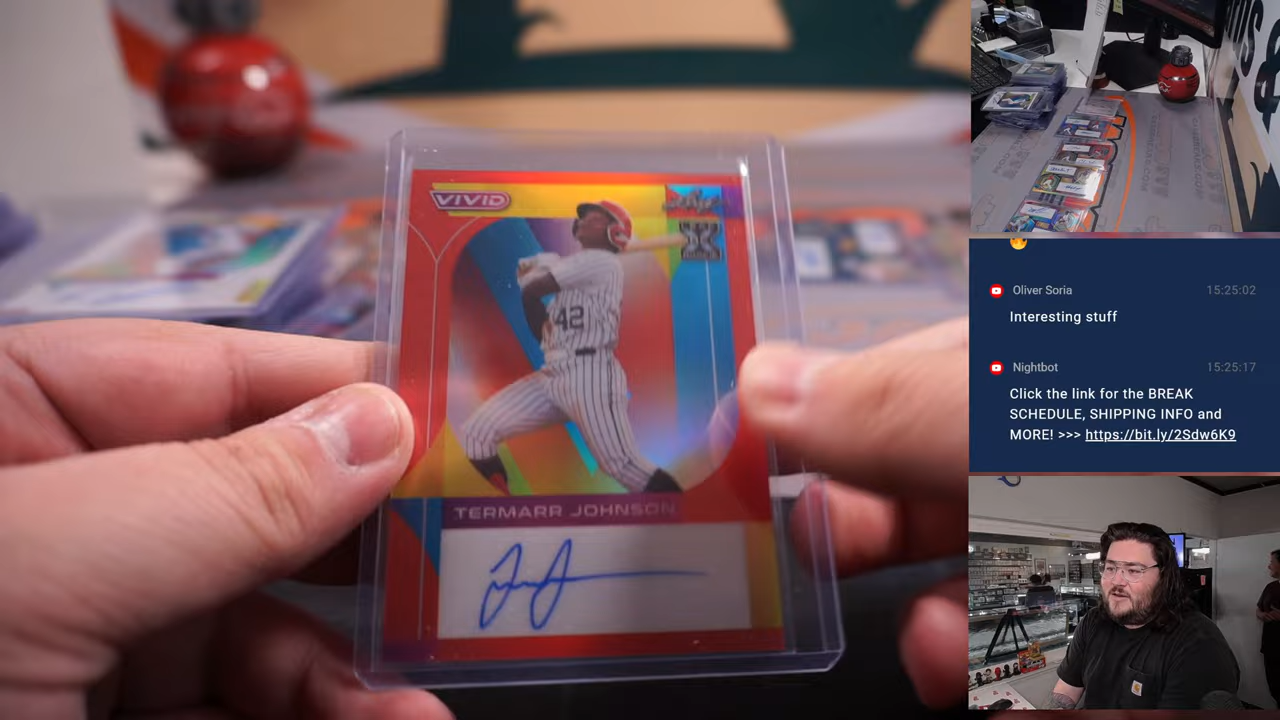 VIVID
42
TERMARR JOHNSON
Oliver Soria
15:25:02
Interesting stuff
Nightbot
15:25:17
Click the link for the BREAK
SCHEDULE, SHIPPING INFO and
MORE! >>> https://bit.ly/2Sdw6K9